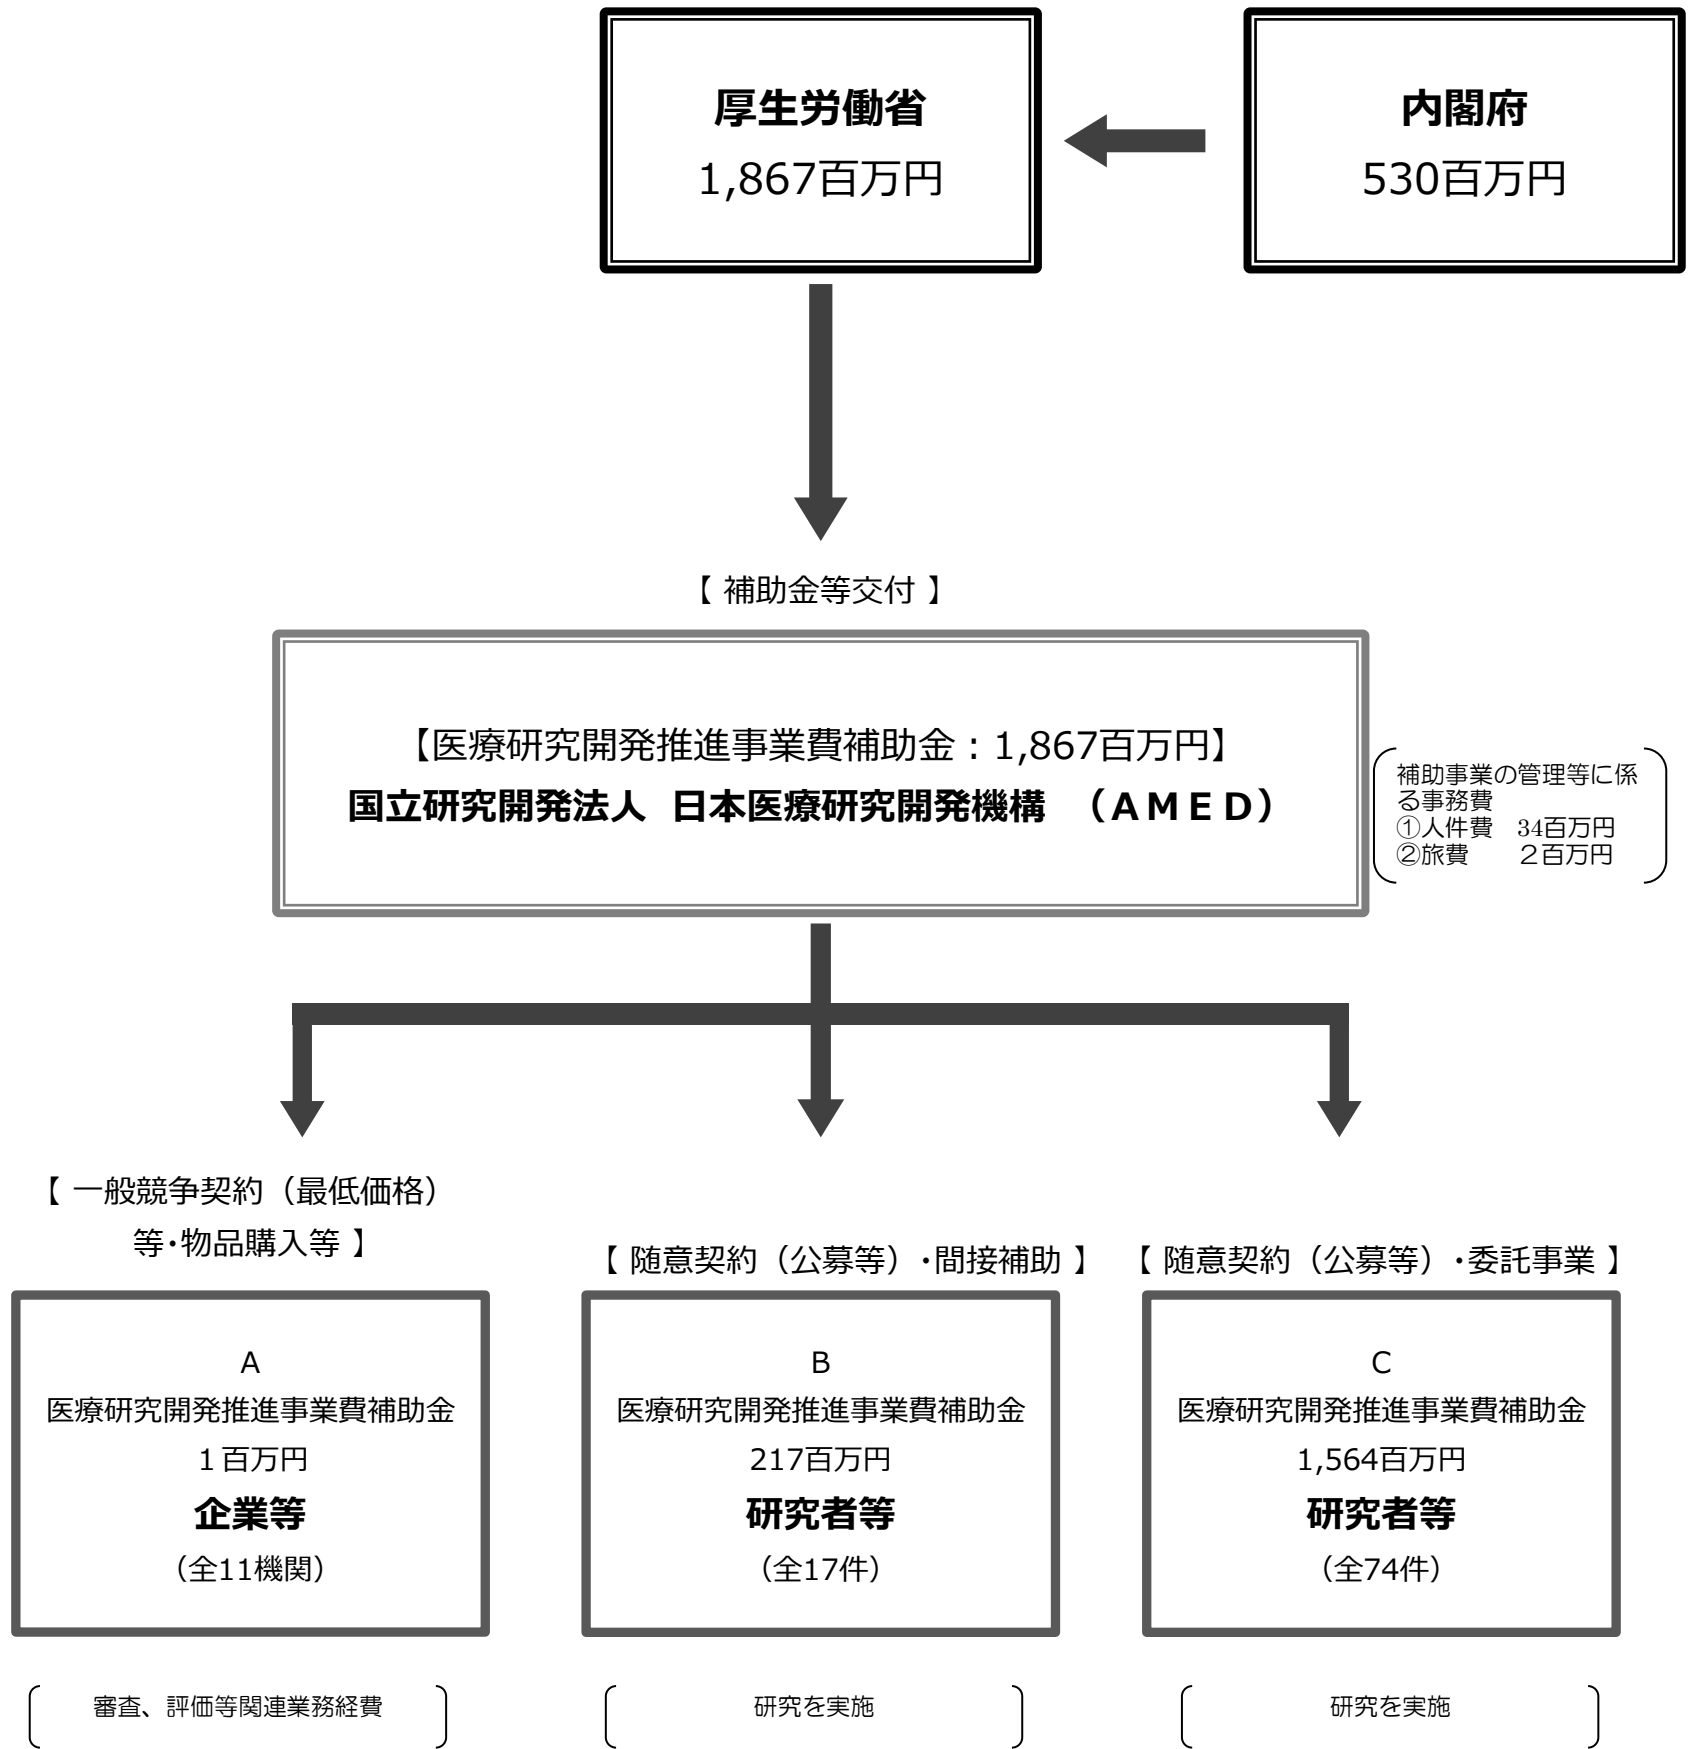 厚生労働省
1,867百万円
内閣府
530百万円
【 補助金等交付 】
【医療研究開発推進事業費補助金：1,867百万円】
国立研究開発法人 日本医療研究開発機構 （ＡＭＥＤ）
補助事業の管理等に係
る事務費
①人件費　34百万円
②旅費　　２百万円
【 一般競争契約（最低価格）
等・物品購入等 】
【 随意契約（公募等）・間接補助 】
【 随意契約（公募等）・委託事業 】
A
医療研究開発推進事業費補助金
１百万円
企業等
（全11機関）
B
医療研究開発推進事業費補助金
217百万円
研究者等
（全17件）
C
医療研究開発推進事業費補助金
1,564百万円
研究者等
（全74件）
審査、評価等関連業務経費
研究を実施
研究を実施